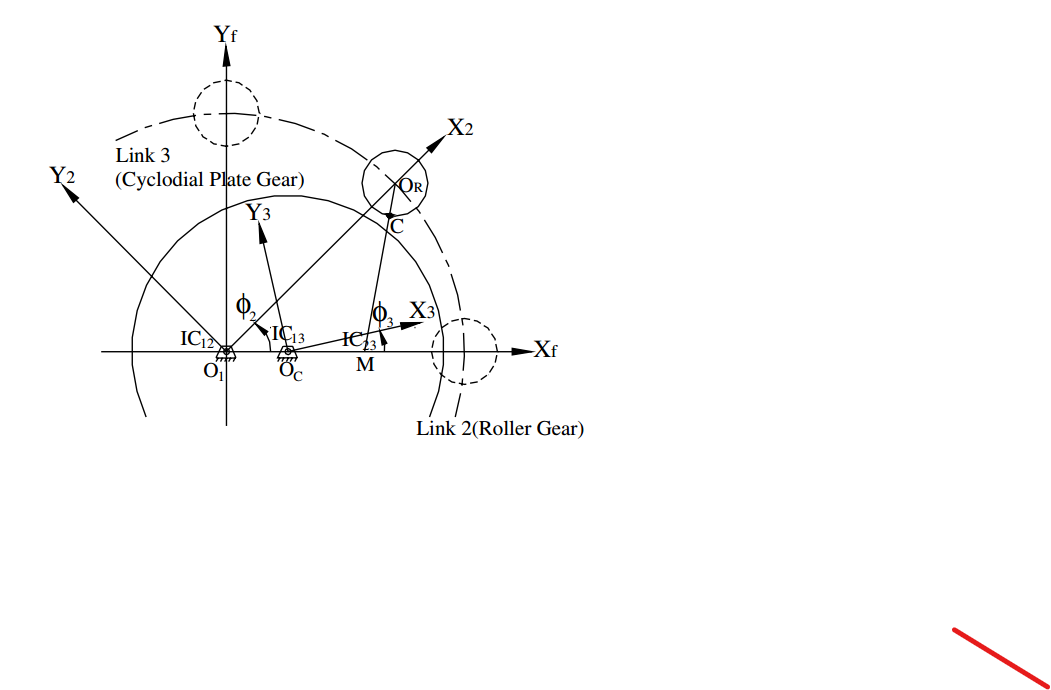 Yf
X2
Link 3
Y2
(Cyclodial Plate Gear)
OR
Y3
C
ϕ2
ϕ3
X3
IC12
IC13
IC23
Xf
O1
OC
M
Link 2(Roller Gear)